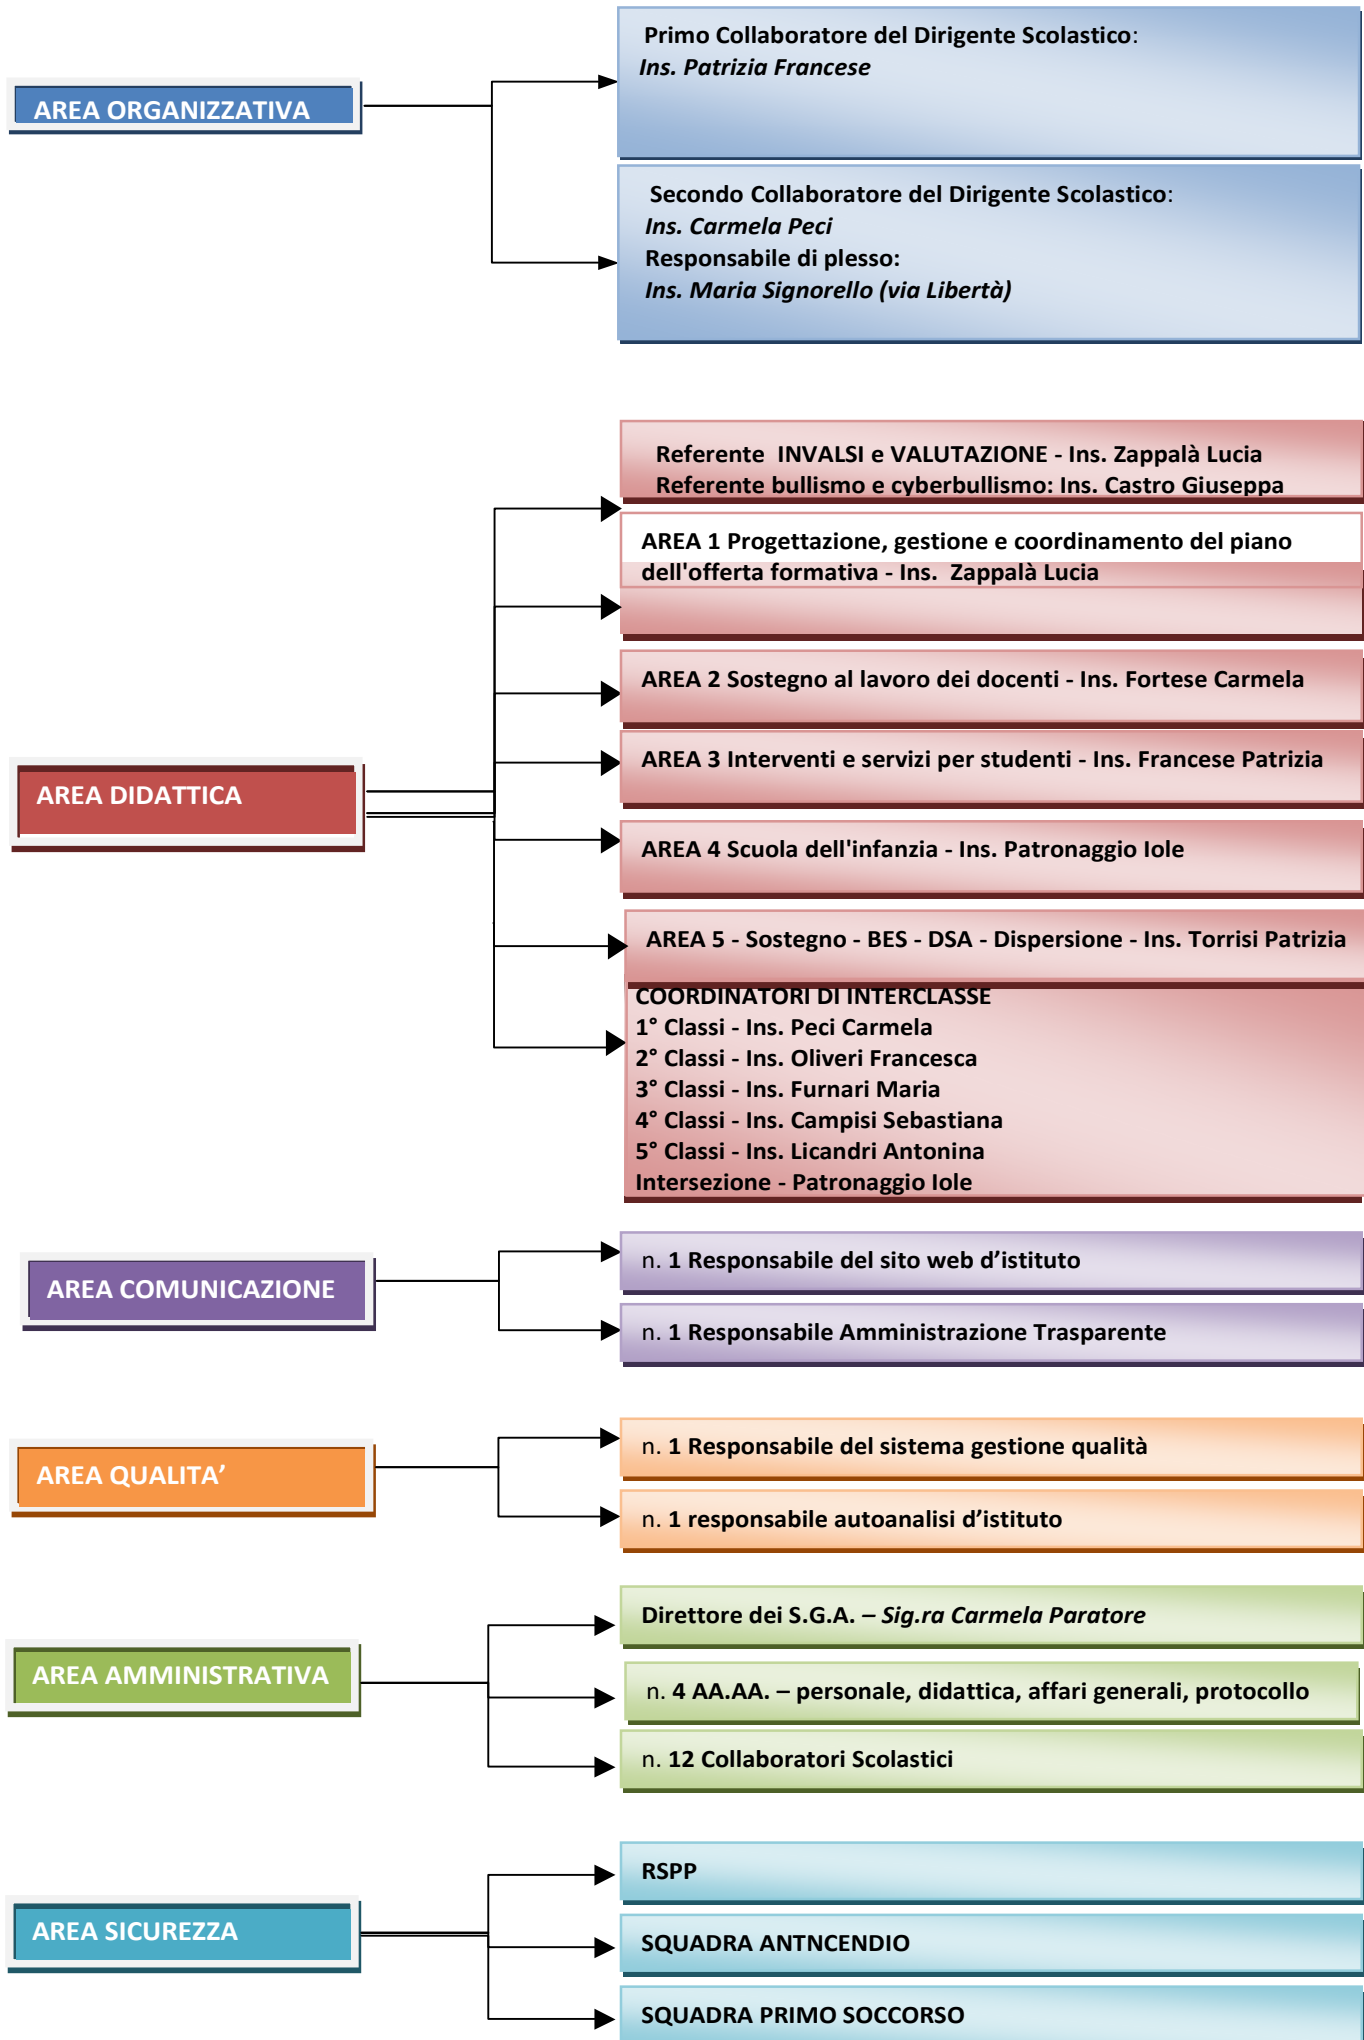 AREA ORGANIZZATIVA
Primo Collaboratore del Dirigente Scolastico:
Ins. Patrizia Francese
Secondo Collaboratore del Dirigente Scolastico:
Ins. Carmela Peci
Responsabile di plesso:
Ins. Maria Signorello (via Libertà)
AREA DIDATTICA
Referente INVALSI e VALUTAZIONE - Ins. Zappalà Lucia
Referente bullismo e cyberbullismo: Ins. Castro Giuseppa
AREA 1 Progettazione, gestione e coordinamento del piano
dell'offerta formativa - Ins. Zappalà Lucia
AREA 2 Sostegno al lavoro dei docenti - Ins. Fortese Carmela
AREA 3 Interventi e servizi per studenti - Ins. Francese Patrizia
AREA 4 Scuola dell'infanzia - Ins. Patronaggio Iole
AREA 5 - Sostegno - BES - DSA - Dispersione - Ins. Torrisi Patrizia
COORDINATORI DI INTERCLASSE
1° Classi - Ins. Peci Carmela
2° Classi - Ins. Oliveri Francesca
3° Classi - Ins. Furnari Maria
4° Classi - Ins. Campisi Sebastiana
5° Classi - Ins. Licandri Antonina
Intersezione - Patronaggio Iole
AREA COMUNICAZIONE
n. 1 Responsabile del sito web d’istituto
n. 1 Responsabile Amministrazione Trasparente
AREA QUALITA’
n. 1 Responsabile del sistema gestione qualità
n. 1 responsabile autoanalisi d’istituto
AREA AMMINISTRATIVA
Direttore dei S.G.A. – Sig.ra Carmela Paratore
n. 4 AA.AA. – personale, didattica, affari generali, protocollo
n. 12 Collaboratori Scolastici
AREA SICUREZZA
RSPP
SQUADRA ANTNCENDIO
SQUADRA PRIMO SOCCORSO